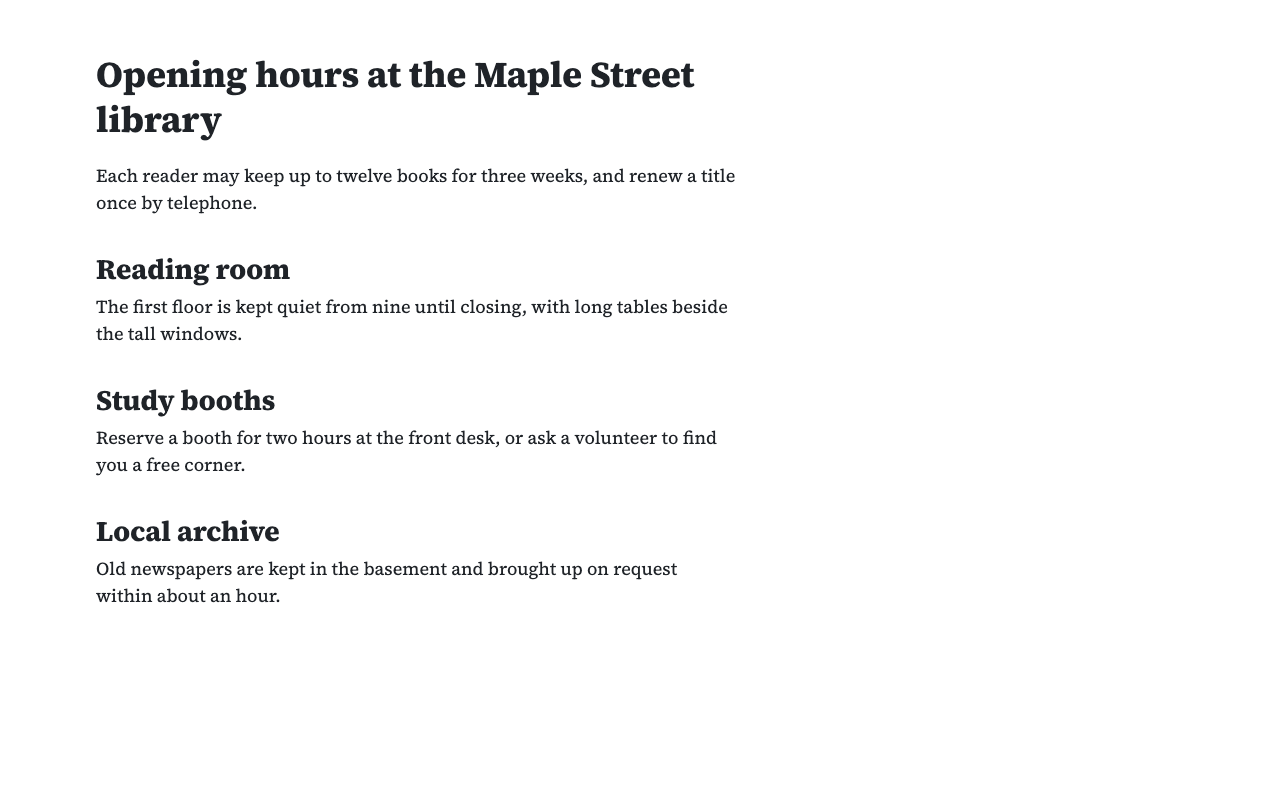 Opening hours at the Maple Street
library
Each reader may keep up to twelve books for three weeks, and renew a title
once by telephone.
Reading room
The first floor is kept quiet from nine until closing, with long tables beside
the tall windows.
Study booths
Reserve a booth for two hours at the front desk, or ask a volunteer to find
you a free corner.
Local archive
Old newspapers are kept in the basement and brought up on request
within about an hour.